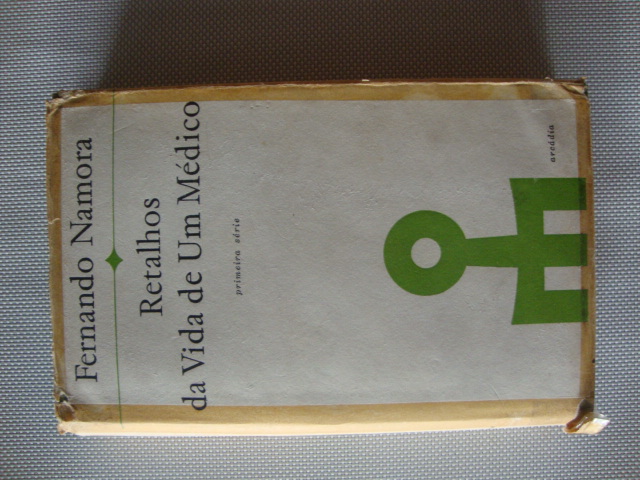 Fernando Namora
Retalhos
da Vida de Um Médico
primeira série
arcádia